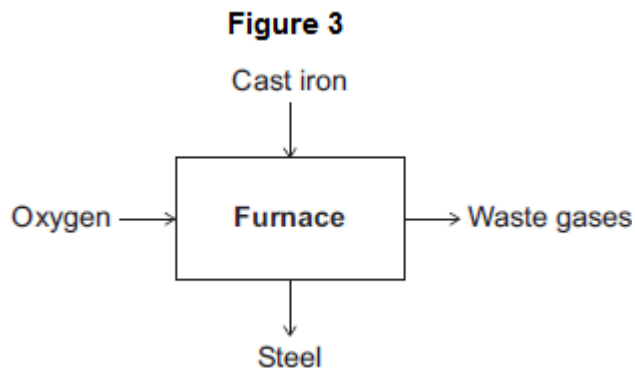 Figure 3
Cast iron
Oxygen
Furnace
Waste gases
Steel